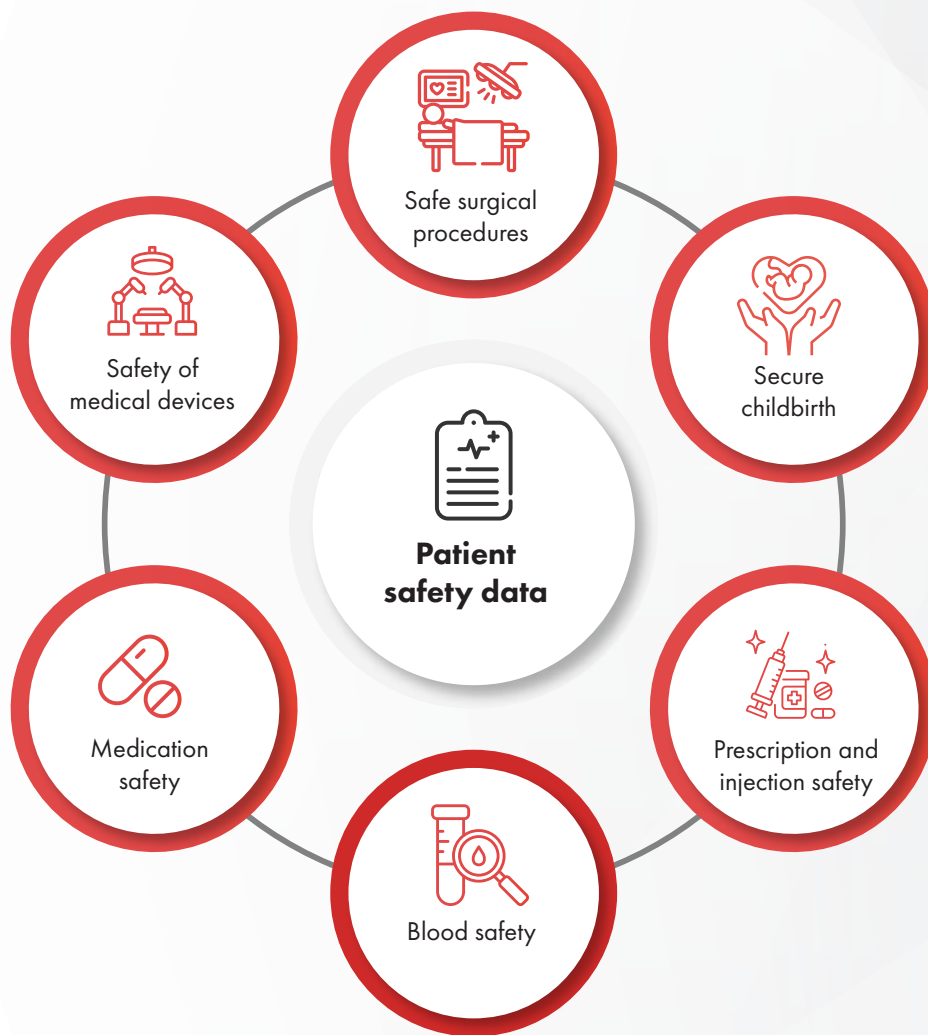 Safe surgical
procedures
Safety of
medical devices
Secure
childbirth
Patient
safety data
Medication
safety
Prescription and
injection safety
Blood safety